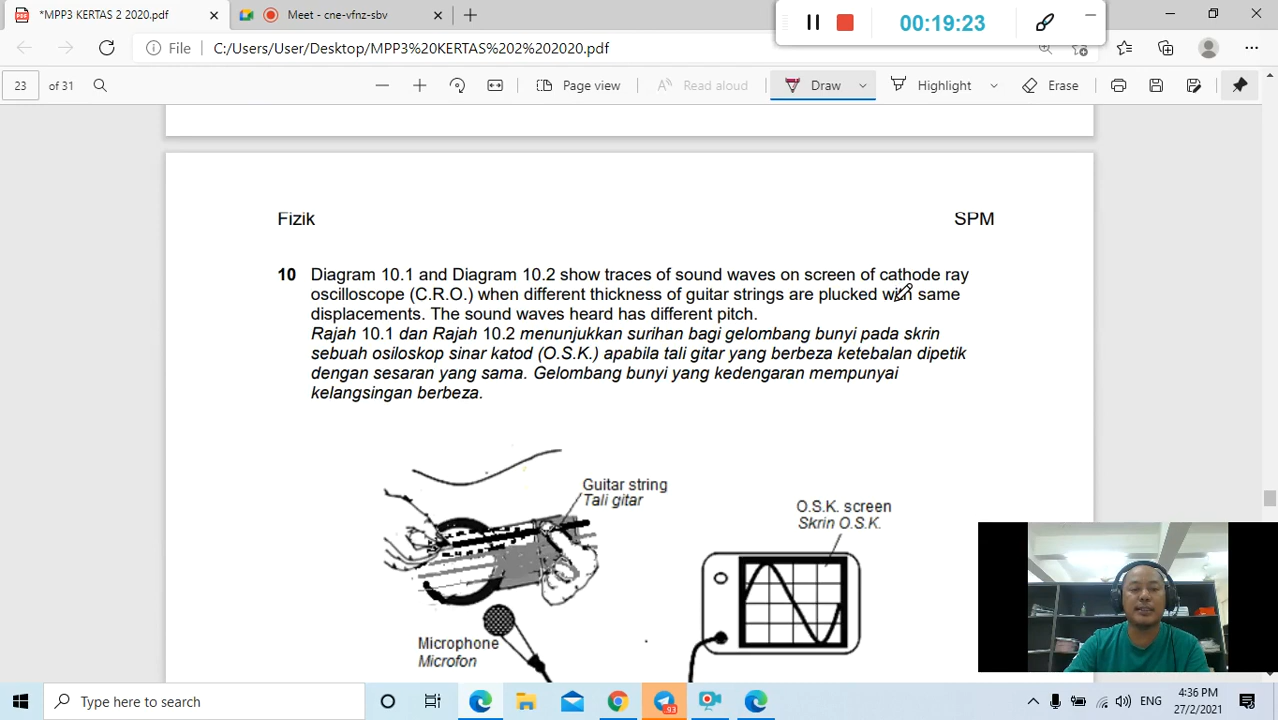 *MPP3 KERTAS 2 2020.pdf
Meet - cne-vfnz-sbv
00:19:23
File
C:/Users/User/Desktop/MPP3%20KERTAS%202%202020.pdf
23
of 31
Page view
Read aloud
Draw
Highlight
Erase
Fizik
SPM
10 Diagram 10.1 and Diagram 10.2 show traces of sound waves on screen of cathode ray
oscilloscope (C.R.O.) when different thickness of guitar strings are plucked with same
displacements. The sound waves heard has different pitch.
Rajah 10.1 dan Rajah 10.2 menunjukkan surihan bagi gelombang bunyi pada skrin
sebuah osiloskop sinar katod (O.S.K.) apabila tali gitar yang berbeza ketebalan dipetik
dengan sesaran yang sama. Gelombang bunyi yang kedengaran mempunyai
kelangsingan berbeza.
Guitar string
Tali gitar
O.S.K. screen
Skrin O.S.K.
Microphone
Microfon
Type here to search
93
ENG
4:36 PM
27/2/2021